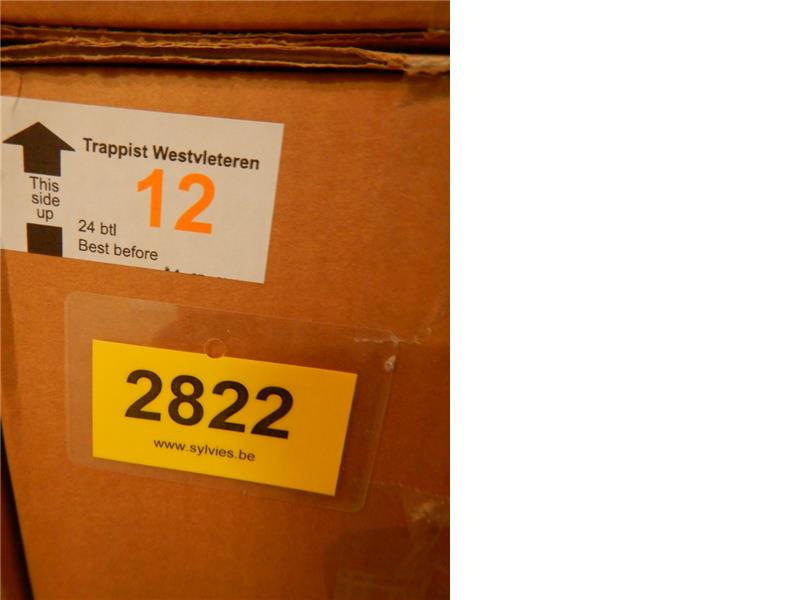 Trappist Westvleteren
12
This
side
up
24 btl
Best before
2822
www.sylvies.be